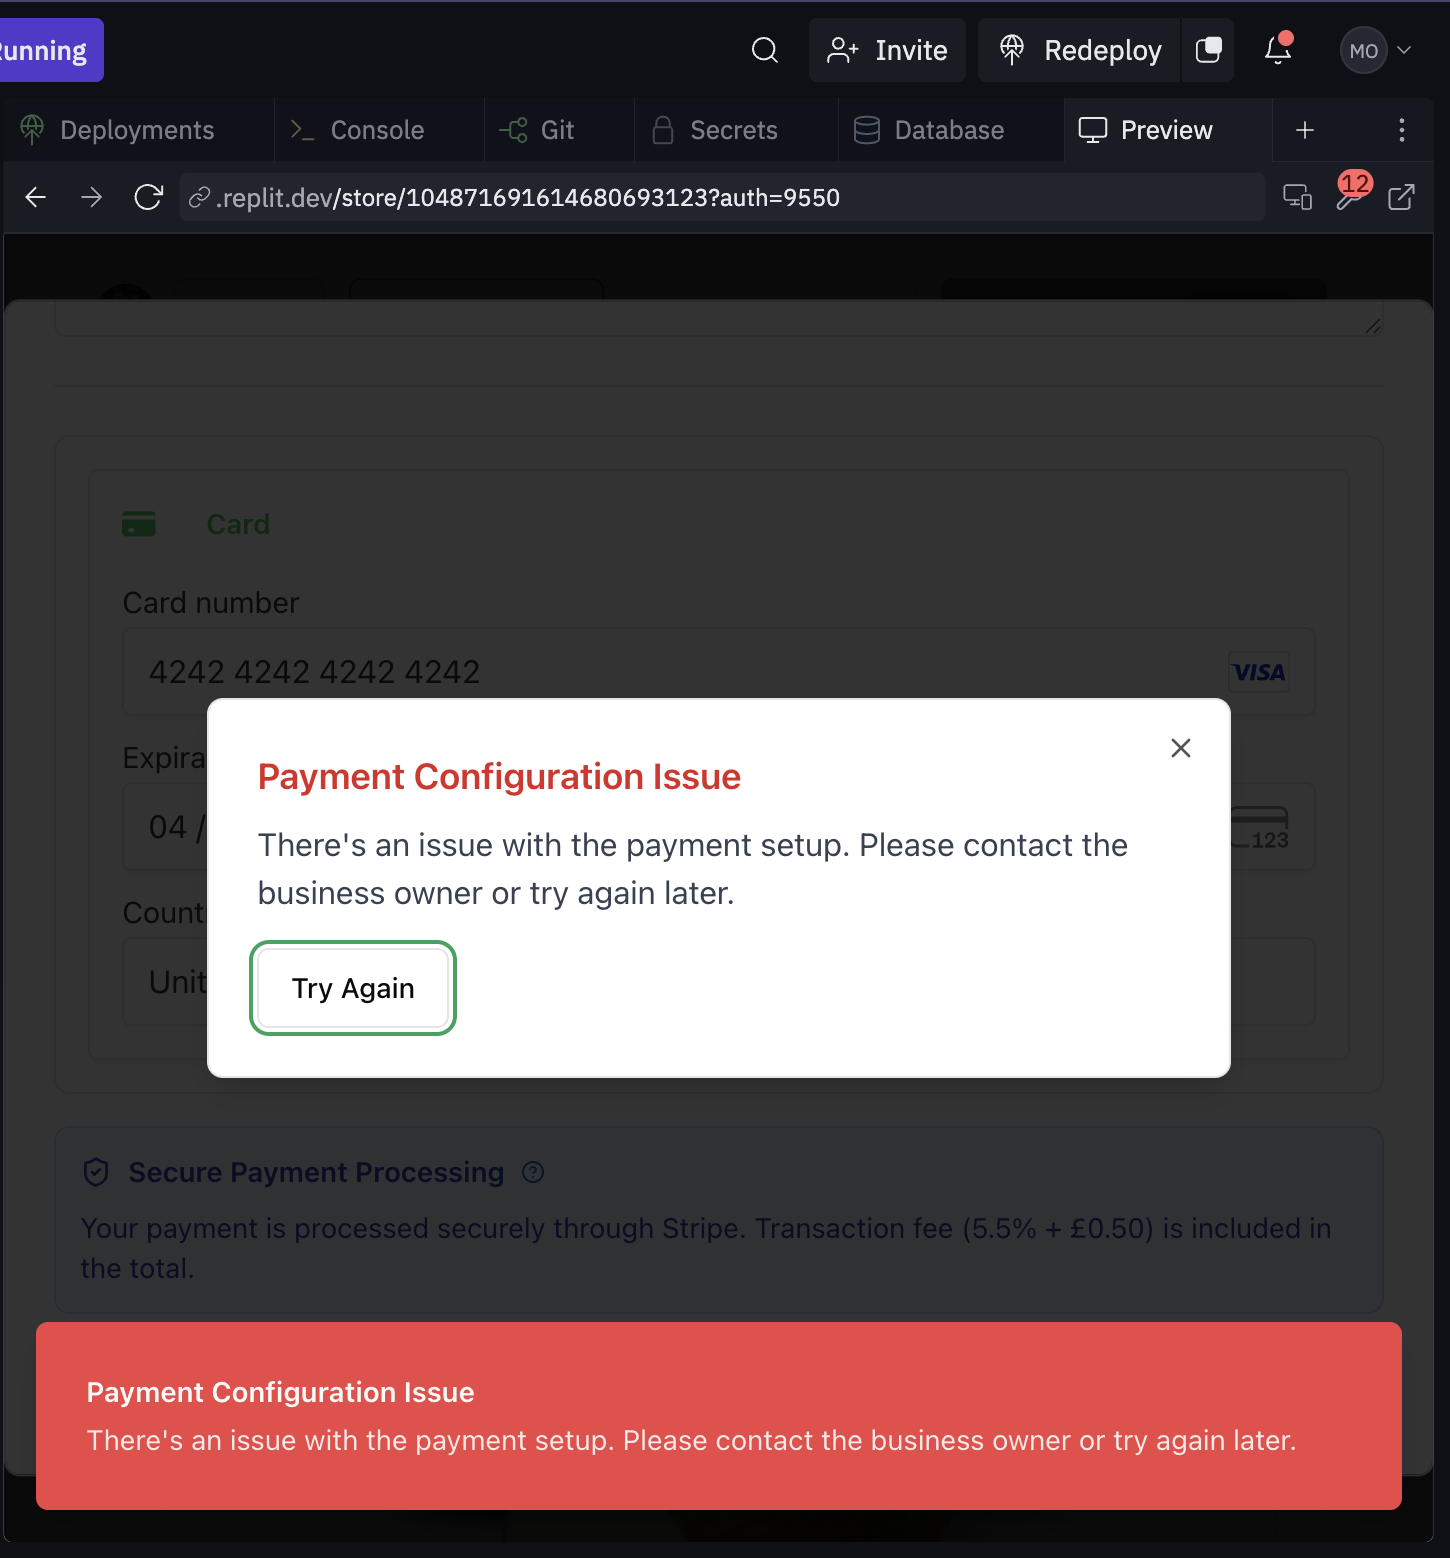 Running
Invite
Redeploy
MO
Deployments
Console
Git
Secrets
Database
Preview
.replit.dev/store/104871691614680693123?auth=9550
12
Card
Card number
4242 4242 4242 4242
VISA
Expira
04 /
123
Count
Unit
Payment Configuration Issue
There's an issue with the payment setup. Please contact the
business owner or try again later.
Try Again
Secure Payment Processing
Your payment is processed securely through Stripe. Transaction fee (5.5% + £0.50) is included in
the total.
Payment Configuration Issue
There's an issue with the payment setup. Please contact the business owner or try again later.